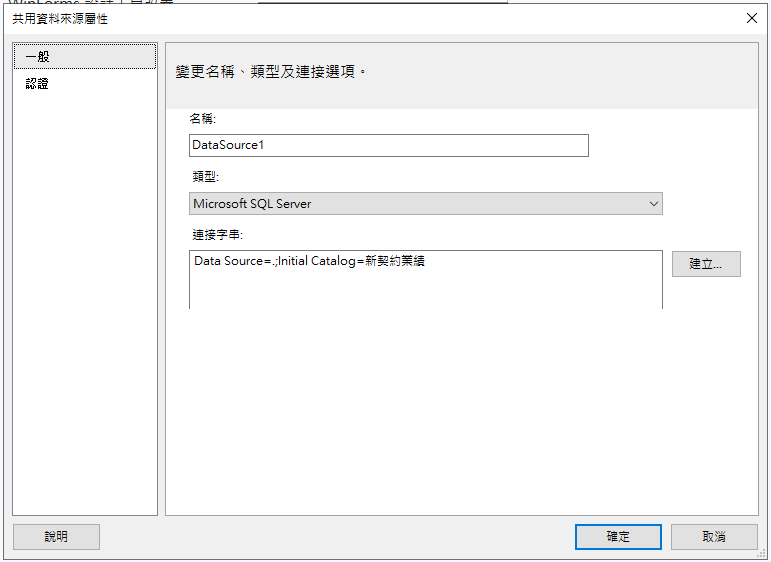 共用資料來源屬性
一般
認證
變更名稱、類型及連接選項。
名稱:
DataSource1
類型:
Microsoft SQL Server
連接字串:
Data Source=.;Initial Catalog=新契約業績
建立...
說明
確定
取消